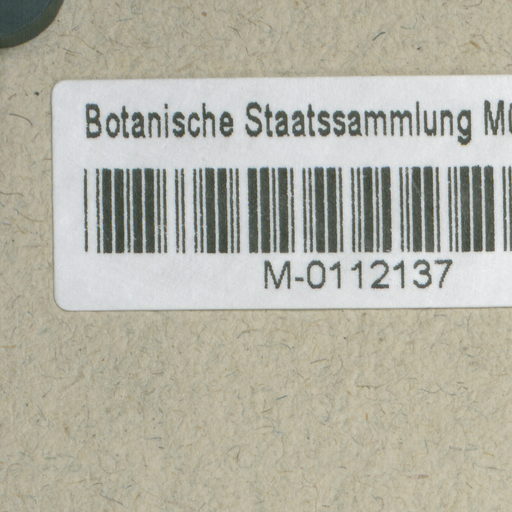 Botanische Staatssammlung
M-0112137